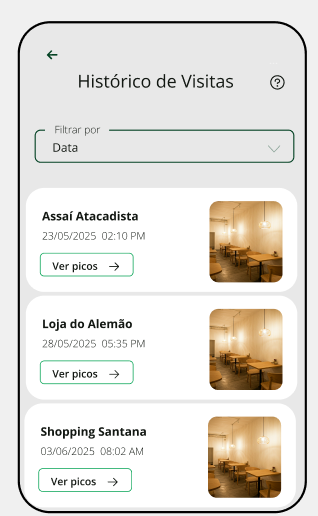 Histórico de Visitas
Filtrar por
Data
Assaí Atacadista
23/05/2025 02:10 PM
Ver picos
Loja do Alemão
28/05/2025 05:35 PM
Ver picos
Shopping Santana
03/06/2025 08:02 AM
Ver picos